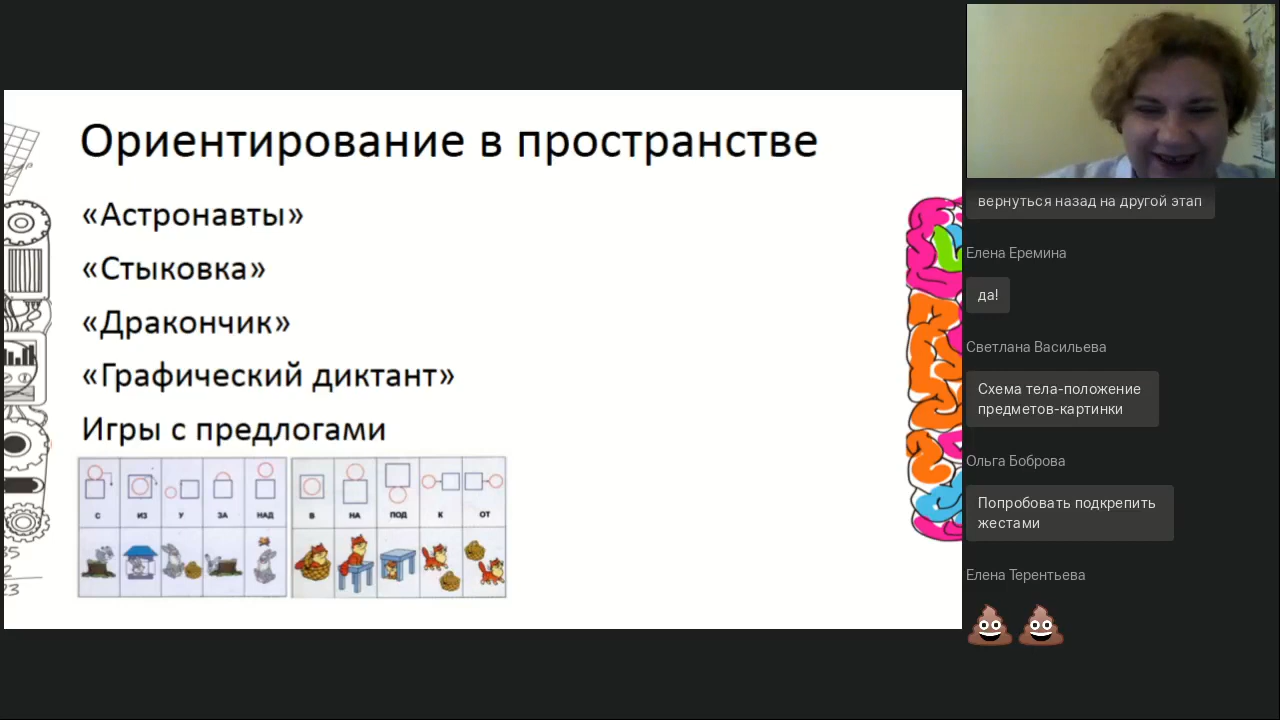 Ориентирование в пространстве
«Астронавты»
«Стыковка»
«Дракончик»
«Графический диктант»
Игры с предлогами
С ИЗ У ЗА НАД В НА ПОД К ОТ
вернуться назад на другой этап
Елена Еремина
да!
Светлана Васильева
Схема тела-положение
предметов-картинки
Ольга Боброва
Попробовать подкрепить
жестами
Елена Терентьева